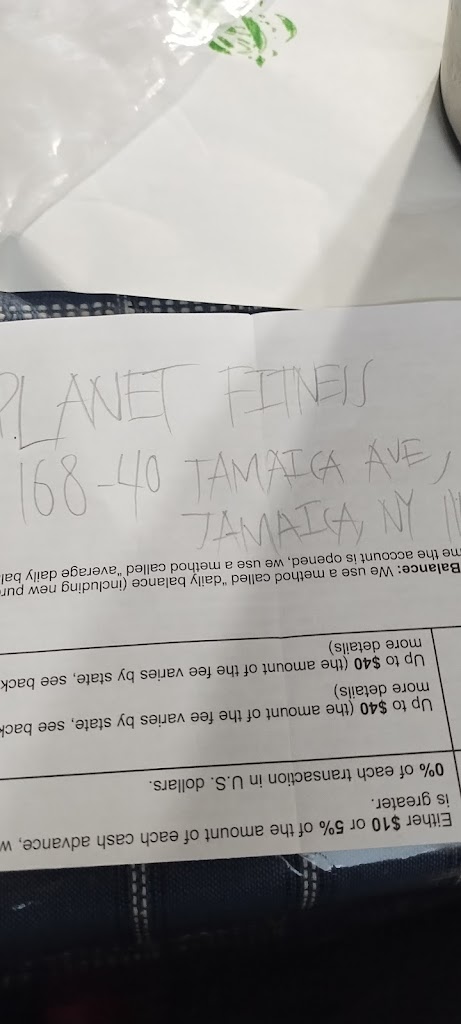 PLANET FITNESS
168-40 JAMAICA AVE,
JAMAICA, NY 11
Either $10 or 5% of the amount of each cash advance, w
is greater.
0% of each transaction in U.S. dollars.
Up to $40 (the amount of the fee varies by state, see back
more details)
Up to $40 (the amount of the fee varies by state, see back
more details)
Balance: We use a method called "daily balance (including new pur
me the account is opened, we use a method called "average daily bal